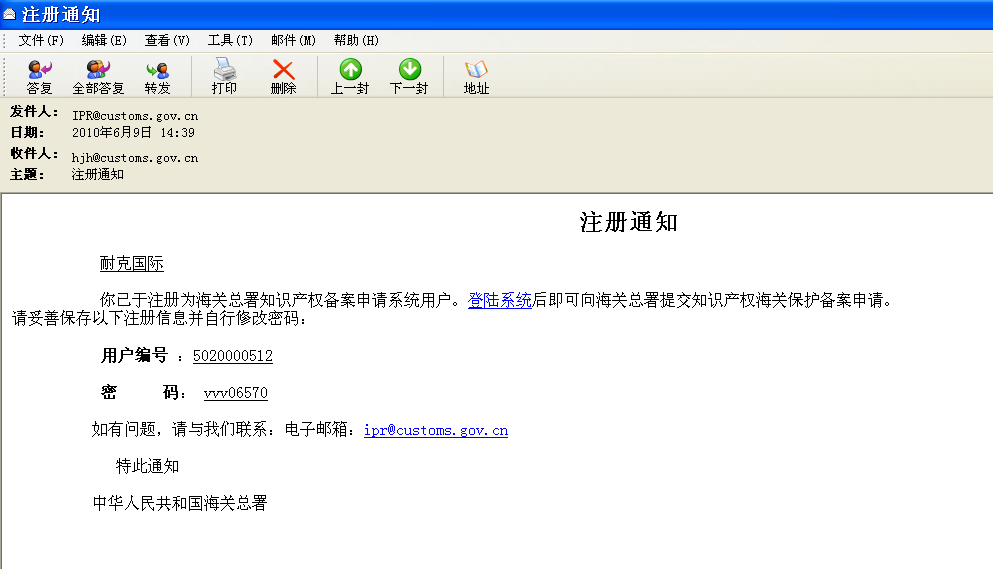 注册通知
文件(F) 编辑(E) 查看(V) 工具(T) 邮件(M) 帮助(H)
答复 全部答复 转发 打印 删除 上一封 下一封 地址
发件人: IPR@customs.gov.cn
日期: 2010年6月9日 14:39
收件人: hjh@customs.gov.cn
主题: 注册通知
注册通知
耐克国际
你已于注册为海关总署知识产权备案申请系统用户。登陆系统后即可向海关总署提交知识产权海关保护备案申请。
请妥善保存以下注册信息并自行修改密码:
用户编号 : 5020000512
密 码: vvv06570
如有问题, 请与我们联系: 电子邮箱: ipr@customs.gov.cn
特此通知
中华人民共和国海关总署